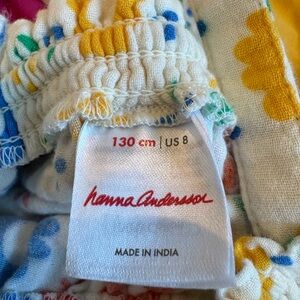 130 cm | US 8
hanna andersson
MADE IN INDIA